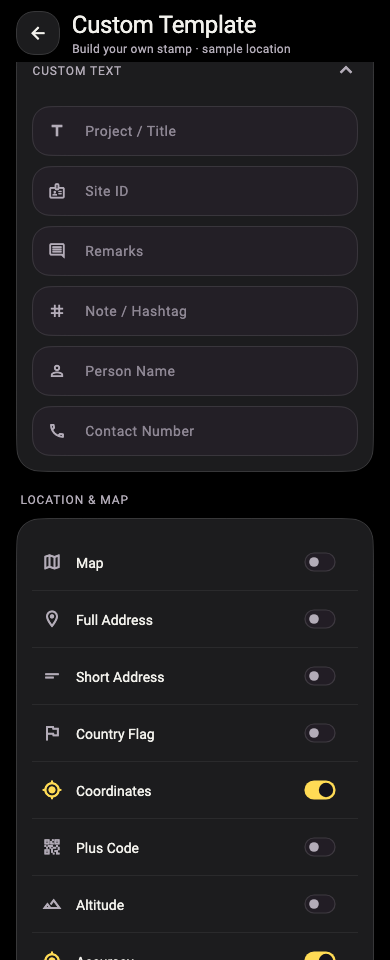 Custom Template
Build your own stamp · sample location
CUSTOM TEXT
Project / Title
Site ID
Remarks
Note / Hashtag
Person Name
Contact Number
LOCATION & MAP
Map
Full Address
Short Address
Country Flag
Coordinates
Plus Code
Altitude
Accuracy